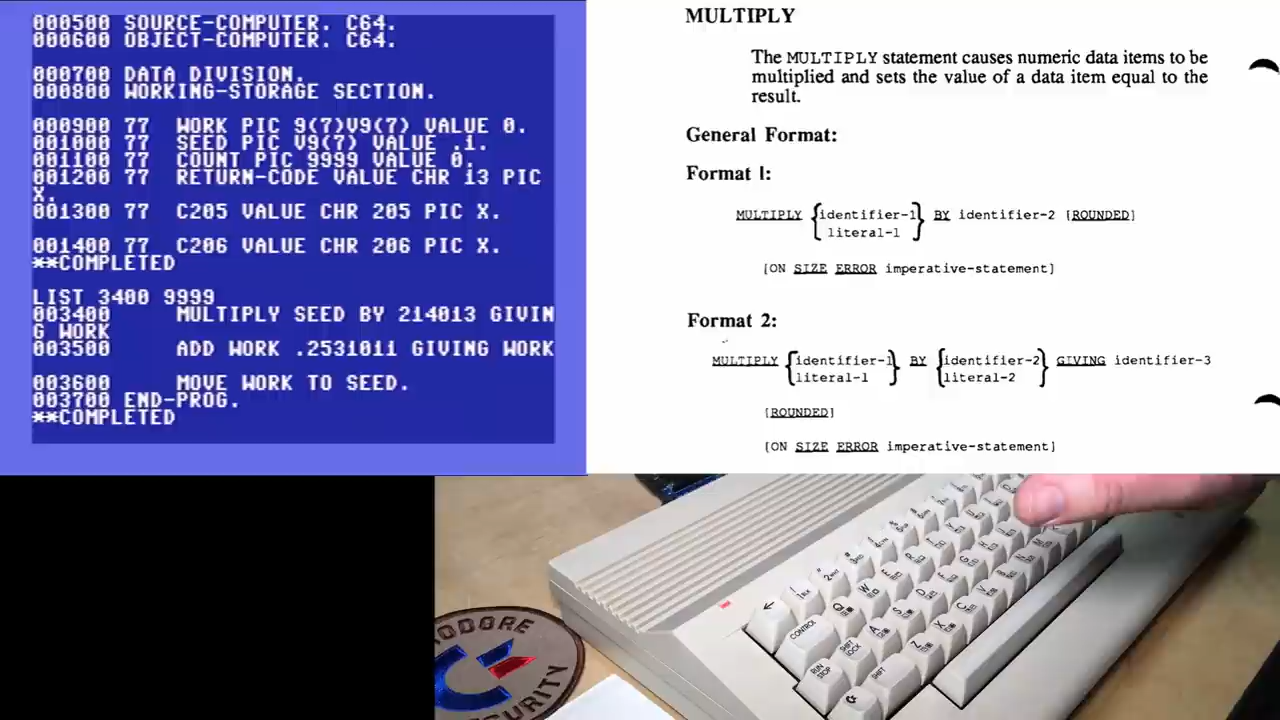 000500 SOURCE-COMPUTER. C64.
000600 OBJECT-COMPUTER. C64.
000700 DATA DIVISION.
000800 WORKING-STORAGE SECTION.
000900 77  WORK PIC 9(7)V9(7) VALUE 0.
001000 77  SEED PIC V9(7) VALUE .1.
001100 77  COUNT PIC 9999 VALUE 0.
001200 77  RETURN-CODE VALUE CHR 13 PIC
X.
001300 77  C205 VALUE CHR 205 PIC X.
001400 77  C206 VALUE CHR 206 PIC X.
**COMPLETED
LIST 3400 9999
003400     MULTIPLY SEED BY 214013 GIVIN
G WORK
003500     ADD WORK .2531011 GIVING WORK
003600     MOVE WORK TO SEED.
003700 END-PROG.
**COMPLETED
MULTIPLY
The MULTIPLY statement causes numeric data items to be
multiplied and sets the value of a data item equal to the
result.
General Format:
Format 1:
MULTIPLY {identifier-1} BY identifier-2 [ROUNDED]
literal-1
[ON SIZE ERROR imperative-statement]
Format 2:
MULTIPLY {identifier-1} BY {identifier-2} GIVING identifier-3
literal-1 literal-2
[ROUNDED]
[ON SIZE ERROR imperative-statement]
CONTROL
Q W
RUN STOP
SHIFT LOCK
A S D
SHIFT
Z X C